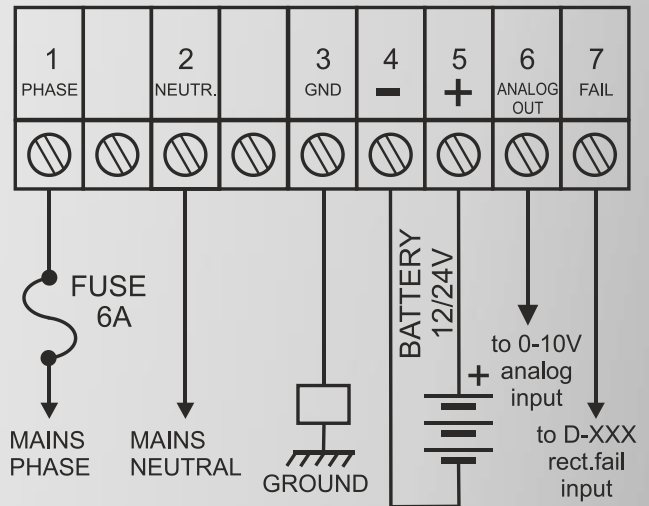 1
PHASE
2
NEUTR.
3
GND
4
-
5
+
6
ANALOG
OUT
7
FAIL
FUSE
6A
MAINS
PHASE
MAINS
NEUTRAL
GROUND
BATTERY
12/24V
+
to 0-10V
analog
input
to D-XXX
rect.fail
input